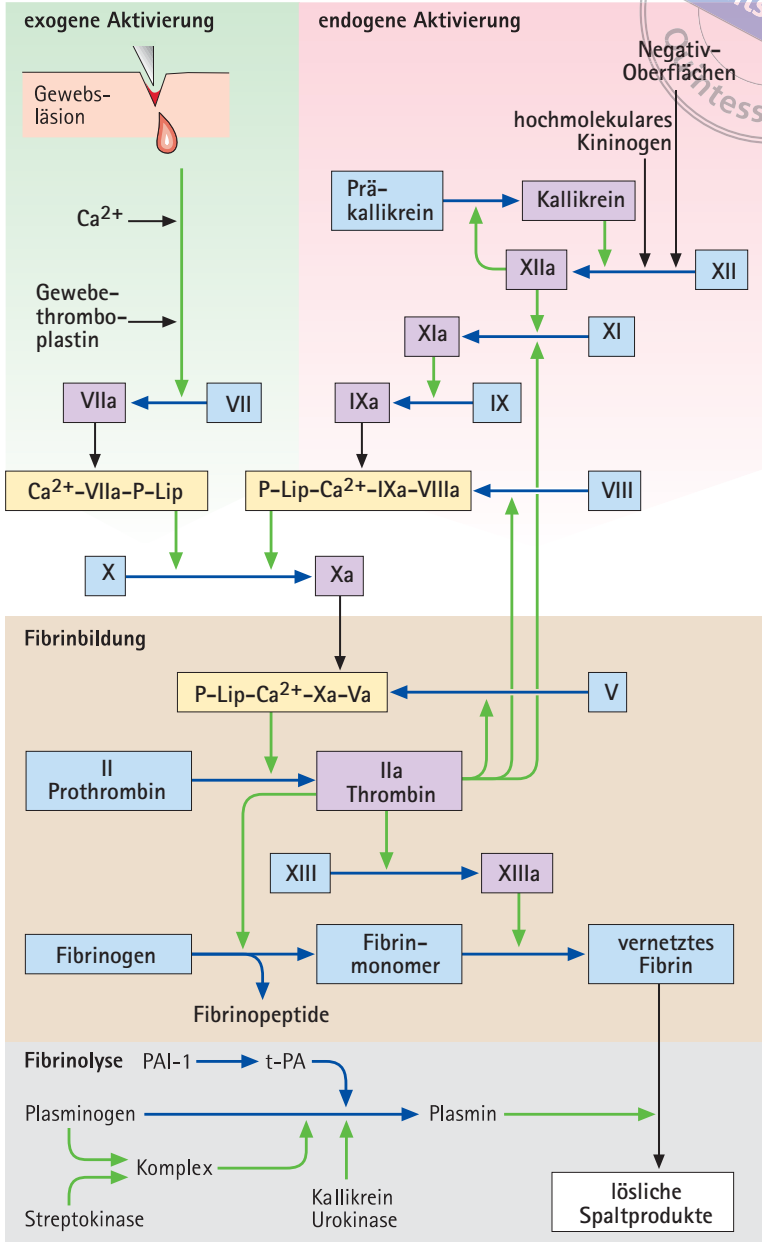 exogene Aktivierung
endogene Aktivierung
Negativ-
Oberflächen
Gewebs-
läsion
hochmolekulares
Kininogen
Prä-
kallikrein
Kallikrein
Ca²⁺
XIIa
XII
Gewebe-
thrombo-
plastin
XIa
XI
VIIa
VII
IXa
IX
Ca²⁺-VIIa-P-Lip
P-Lip-Ca²⁺-IXa-VIIIa
VIII
X
Xa
Fibrinbildung
P-Lip-Ca²⁺-Xa-Va
V
II
Prothrombin
IIa
Thrombin
XIII
XIIIa
Fibrinogen
Fibrin-
monomer
vernetztes
Fibrin
Fibrinopeptide
Fibrinolyse
PAI-1
t-PA
Plasminogen
Plasmin
Komplex
Streptokinase
Kallikrein
Urokinase
lösliche
Spaltprodukte